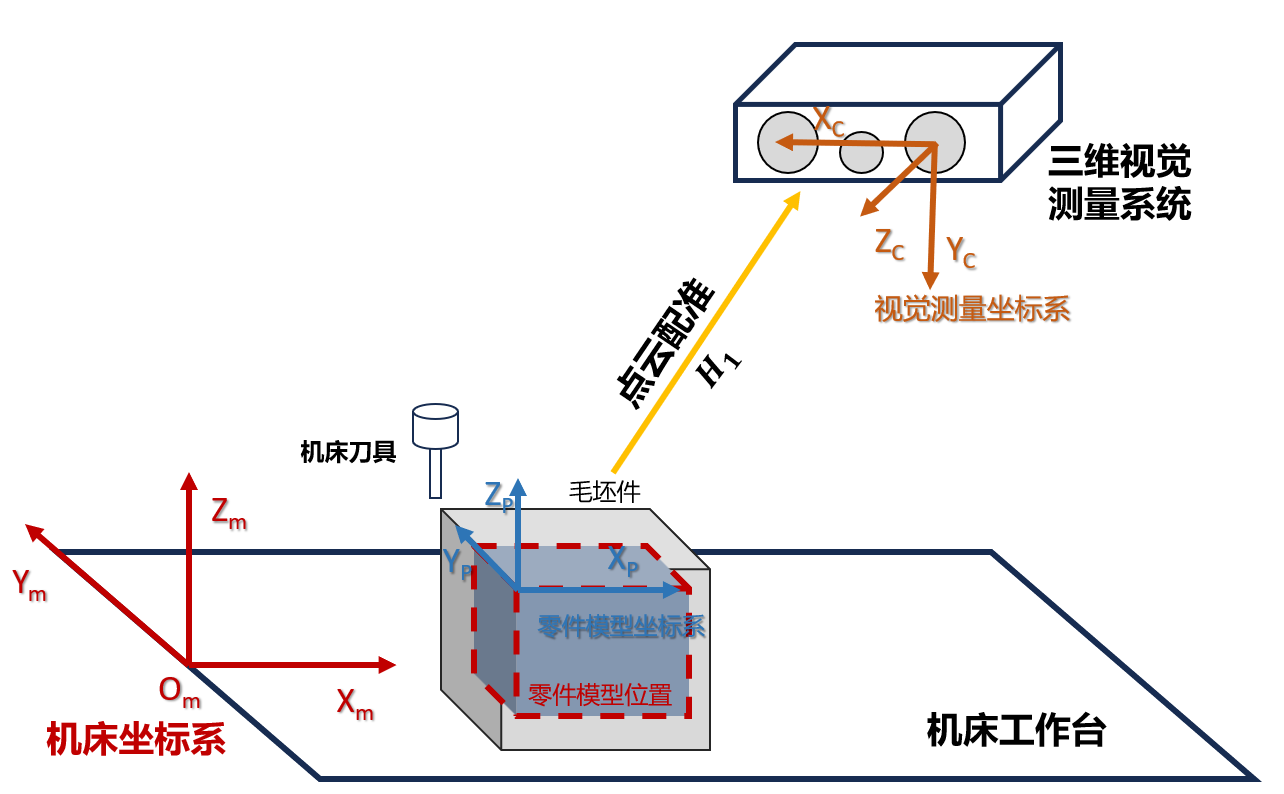 X_C
三维视觉
测量系统
Z_C
Y_C
视觉测量坐标系
点云配准
H_1
机床刀具
毛坯件
Z_P
Z_m
Y_P
X_P
Y_m
零件模型坐标系
O_m
X_m
零件模型位置
机床坐标系
机床工作台